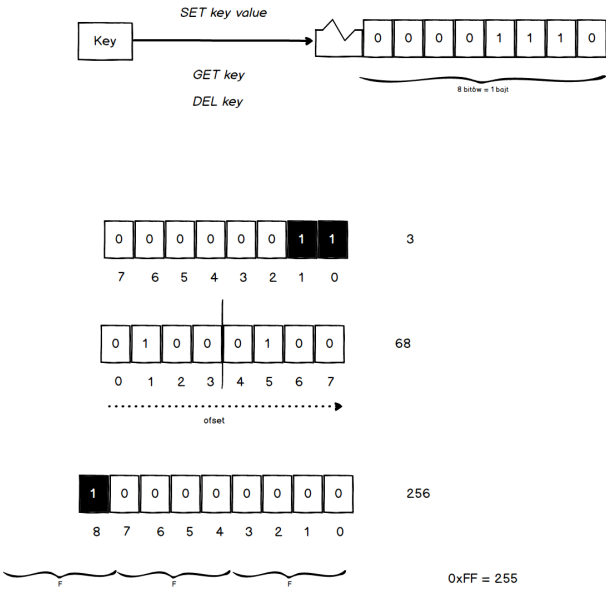 SET key value
Key
0 0 0 0 1 1 1 0
GET key
8 bitów = 1 bajt
DEL key
0 0 0 0 0 0 1 1 3
7 6 5 4 3 2 1 0
0 1 0 0 0 1 0 0 68
0 1 2 3 4 5 6 7
ofset
1 0 0 0 0 0 0 0 0 256
8 7 6 5 4 3 2 1 0
F F F
0xFF = 255